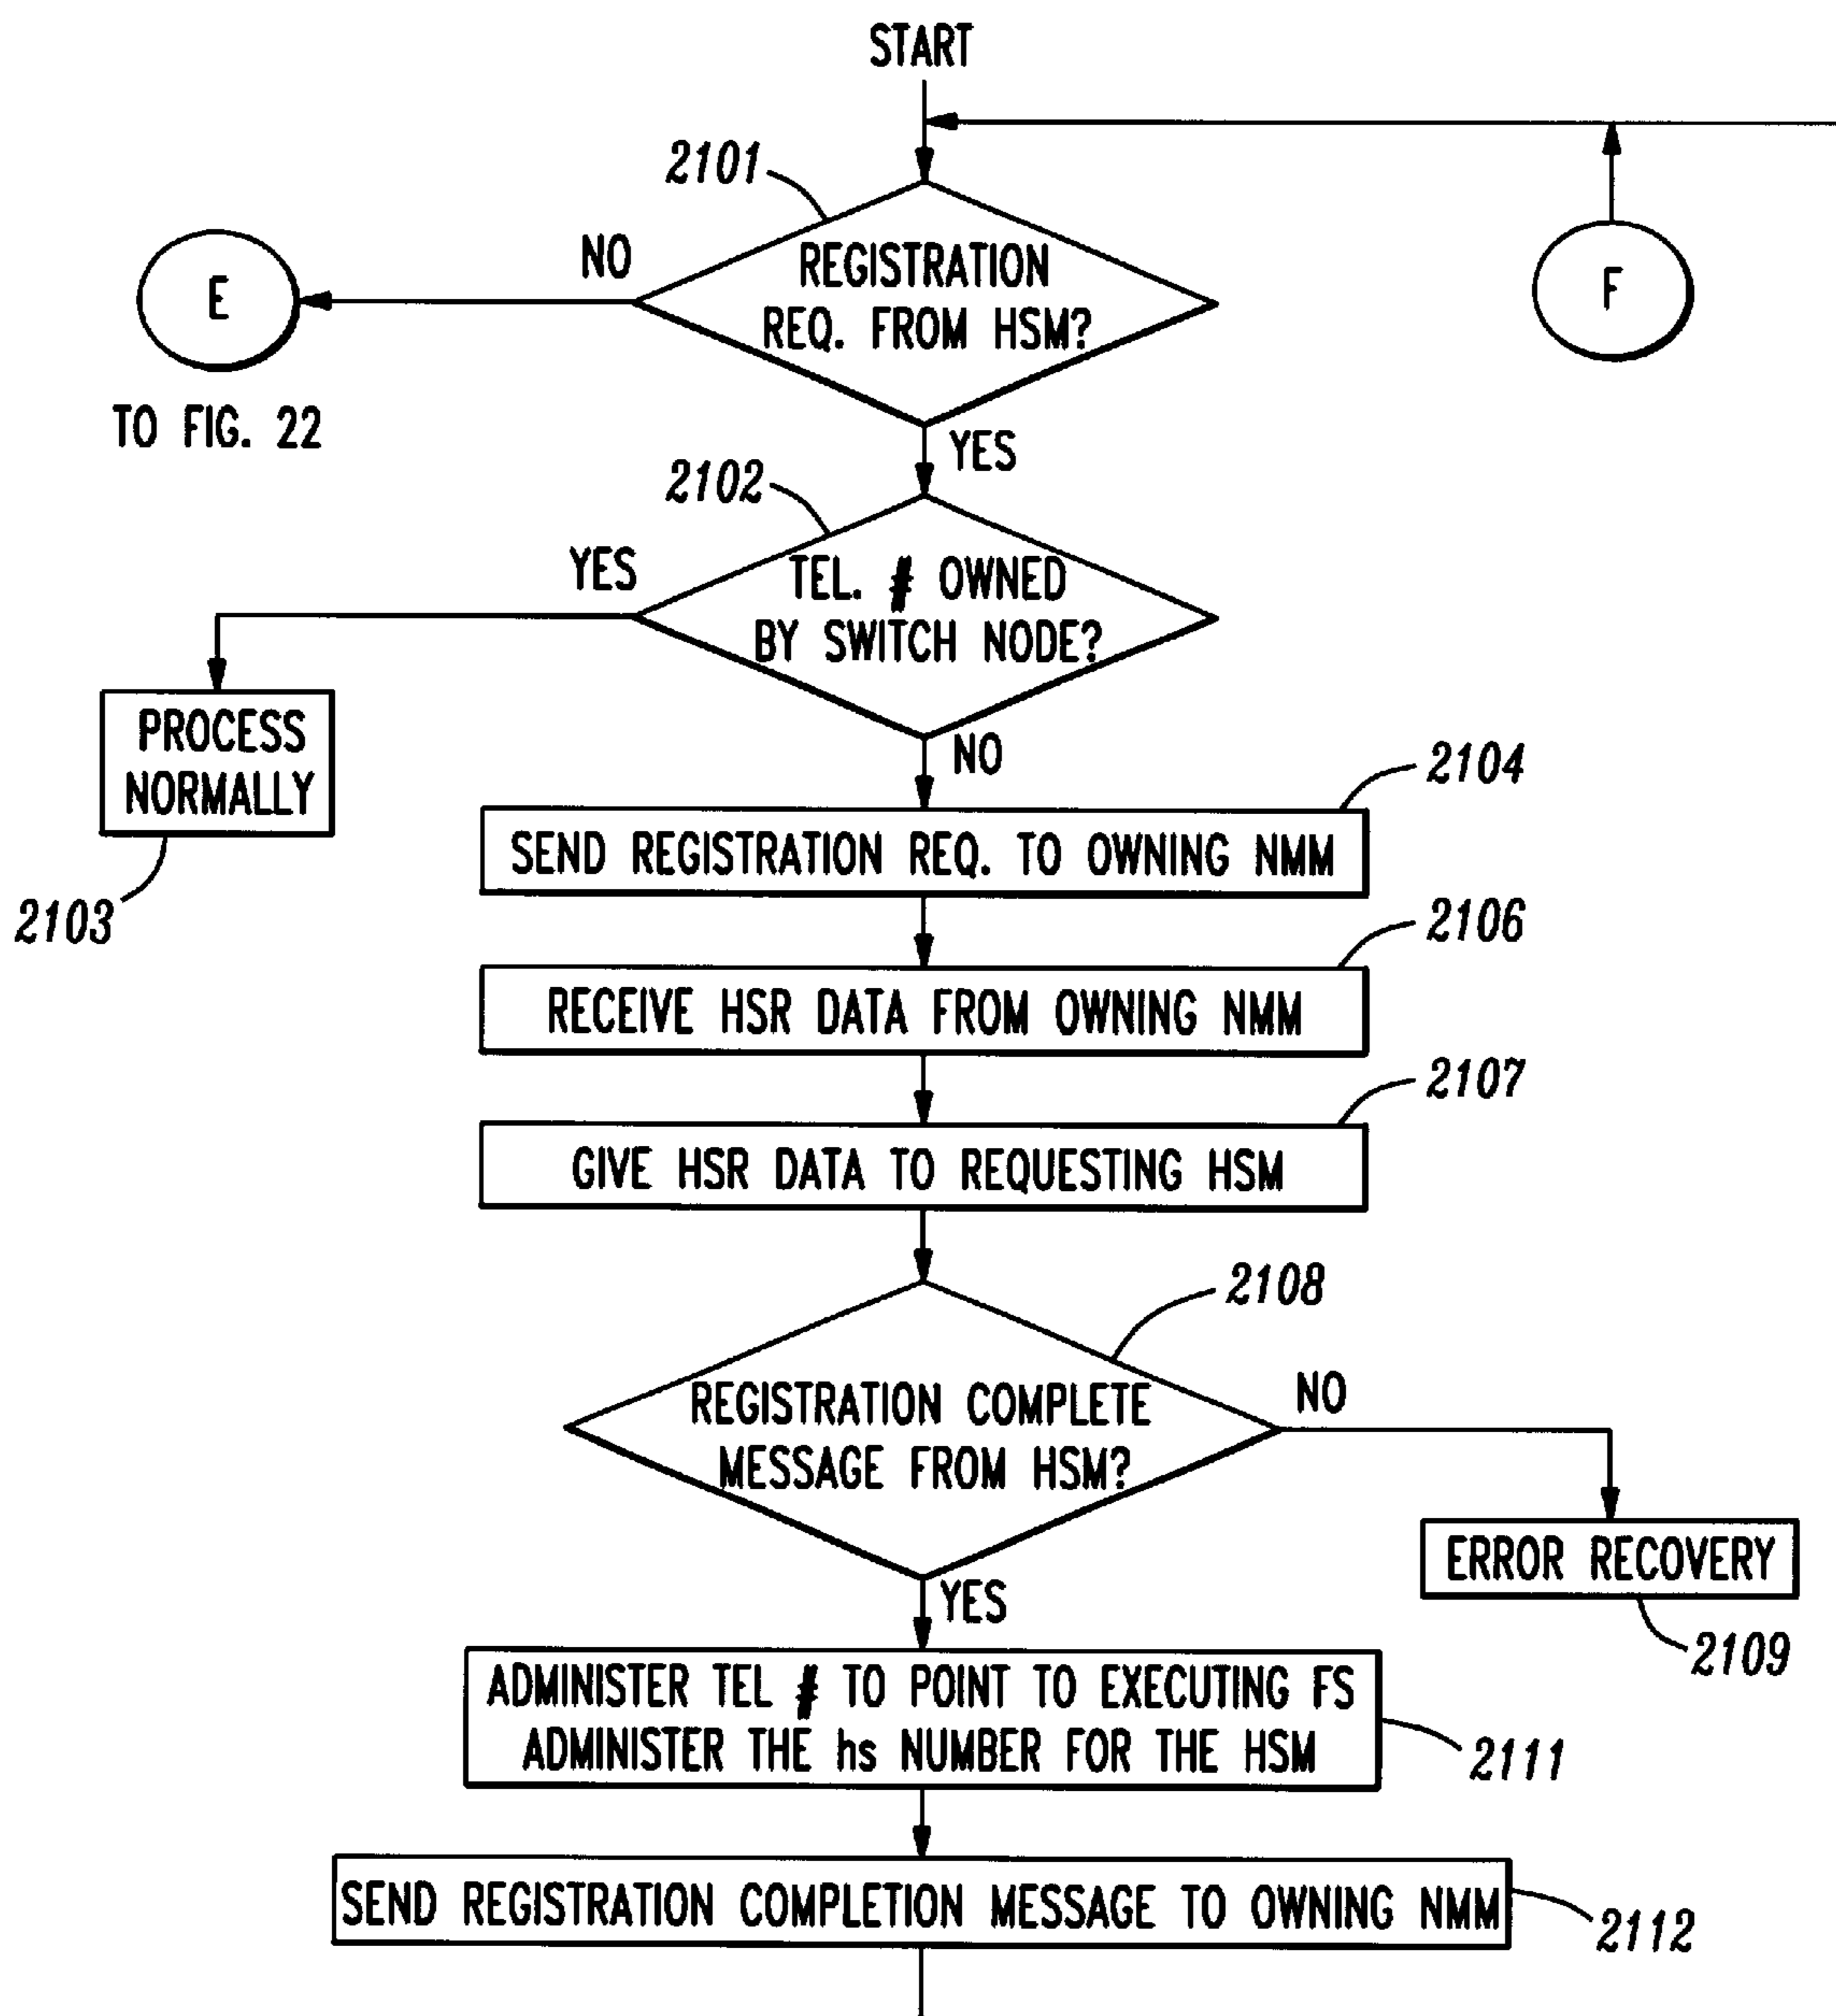 START
2101
NO
REGISTRATION
REQ. FROM HSM?
E
F
TO FIG. 22
YES
2102
YES
TEL. # OWNED
BY SWITCH NODE?
PROCESS
NORMALLY
2103
NO
2104
SEND REGISTRATION REQ. TO OWNING NMM
2106
RECEIVE HSR DATA FROM OWNING NMM
2107
GIVE HSR DATA TO REQUESTING HSM
2108
REGISTRATION COMPLETE
MESSAGE FROM HSM?
NO
ERROR RECOVERY
2109
YES
ADMINISTER TEL # TO POINT TO EXECUTING FS
ADMINISTER THE hs NUMBER FOR THE HSM
2111
SEND REGISTRATION COMPLETION MESSAGE TO OWNING NMM
2112